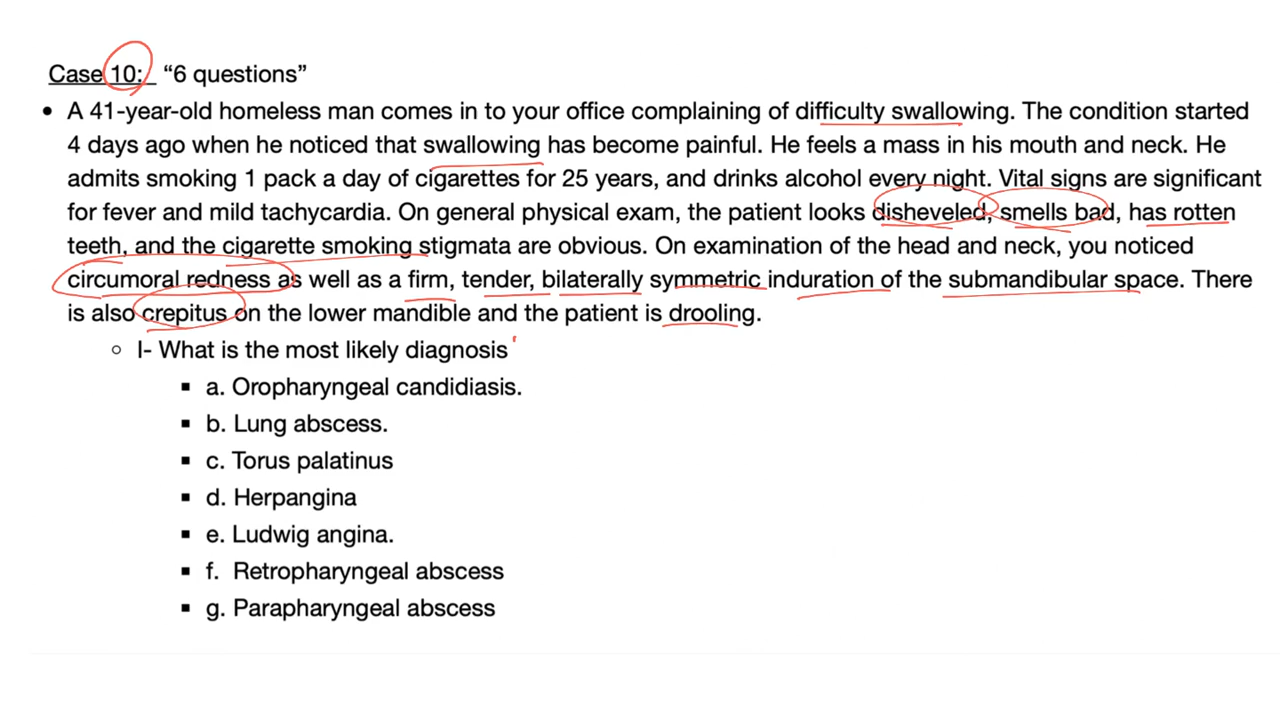 Case 10: “6 questions”
• A 41-year-old homeless man comes in to your office complaining of difficulty swallowing. The condition started
4 days ago when he noticed that swallowing has become painful. He feels a mass in his mouth and neck. He
admits smoking 1 pack a day of cigarettes for 25 years, and drinks alcohol every night. Vital signs are significant
for fever and mild tachycardia. On general physical exam, the patient looks disheveled, smells bad, has rotten
teeth, and the cigarette smoking stigmata are obvious. On examination of the head and neck, you noticed
circumoral redness as well as a firm, tender, bilaterally symmetric induration of the submandibular space. There
is also crepitus on the lower mandible and the patient is drooling.
○ I- What is the most likely diagnosis
▪ a. Oropharyngeal candidiasis.
▪ b. Lung abscess.
▪ c. Torus palatinus
▪ d. Herpangina
▪ e. Ludwig angina.
▪ f. Retropharyngeal abscess
▪ g. Parapharyngeal abscess